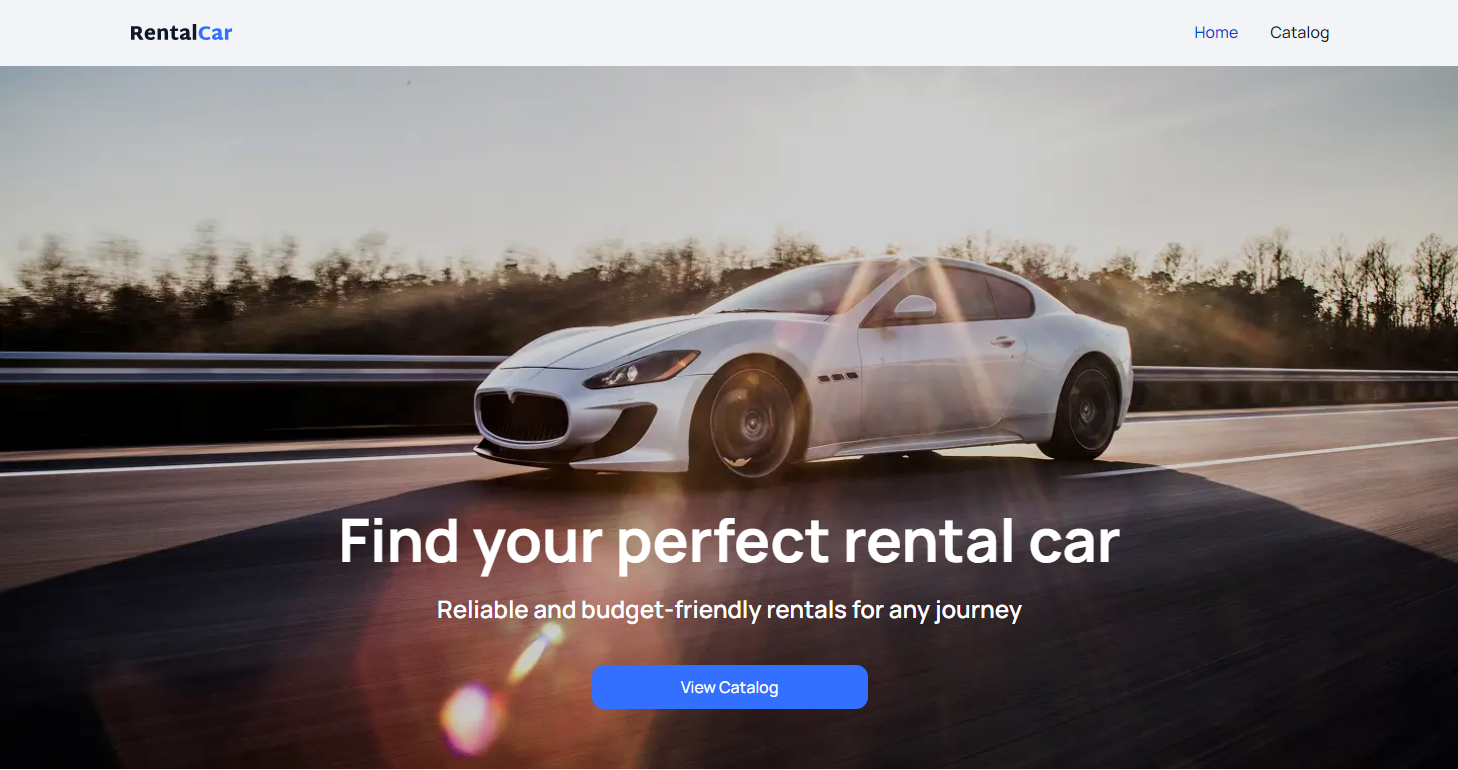 RentalCar
Home
Catalog
Find your perfect rental car
Reliable and budget-friendly rentals for any journey
View Catalog